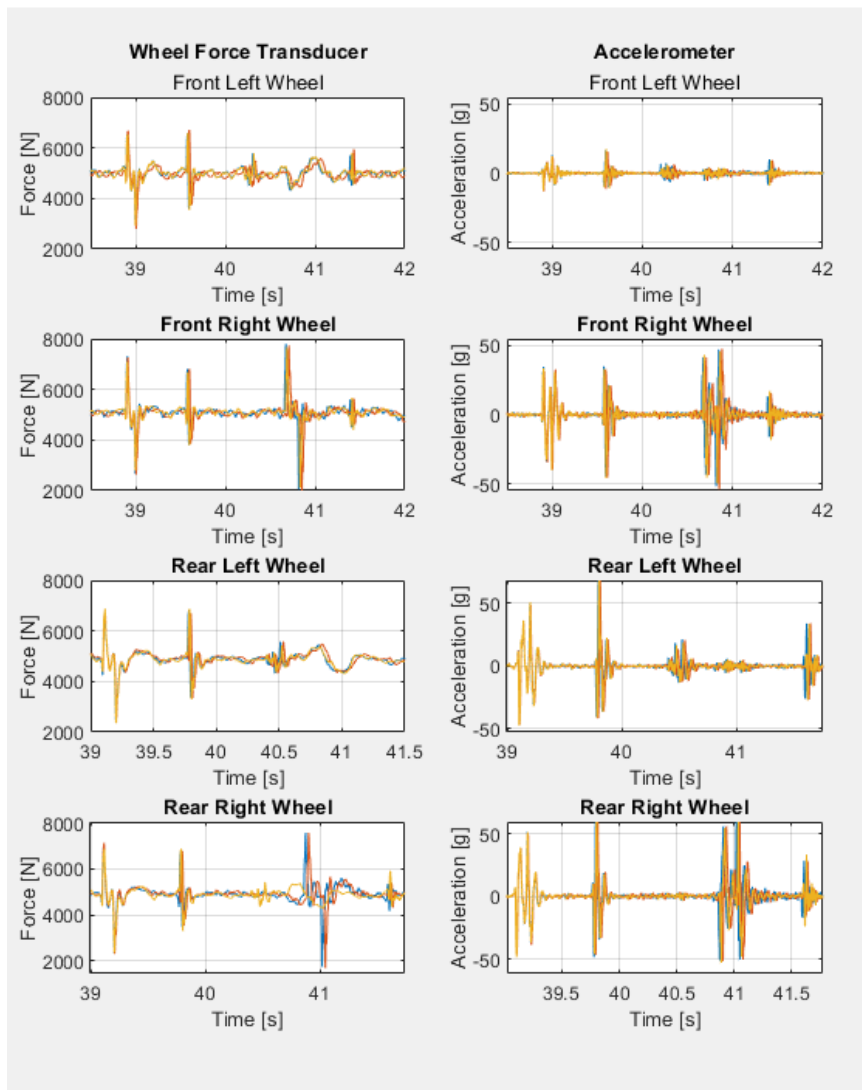 Wheel Force Transducer
Accelerometer
Front Left Wheel
Front Left Wheel
8000
6000
4000
2000
Force [N]
39
40
41
42
Time [s]
50
0
-50
Acceleration [g]
39
40
41
42
Time [s]
Front Right Wheel
Front Right Wheel
8000
6000
4000
2000
Force [N]
39
40
41
42
Time [s]
50
0
-50
Acceleration [g]
39
40
41
42
Time [s]
Rear Left Wheel
Rear Left Wheel
8000
6000
4000
2000
Force [N]
39
39.5
40
40.5
41
41.5
Time [s]
50
0
-50
Acceleration [g]
39
40
41
Time [s]
Rear Right Wheel
Rear Right Wheel
8000
6000
4000
2000
Force [N]
39
40
41
Time [s]
50
0
-50
Acceleration [g]
39.5
40
40.5
41
41.5
Time [s]